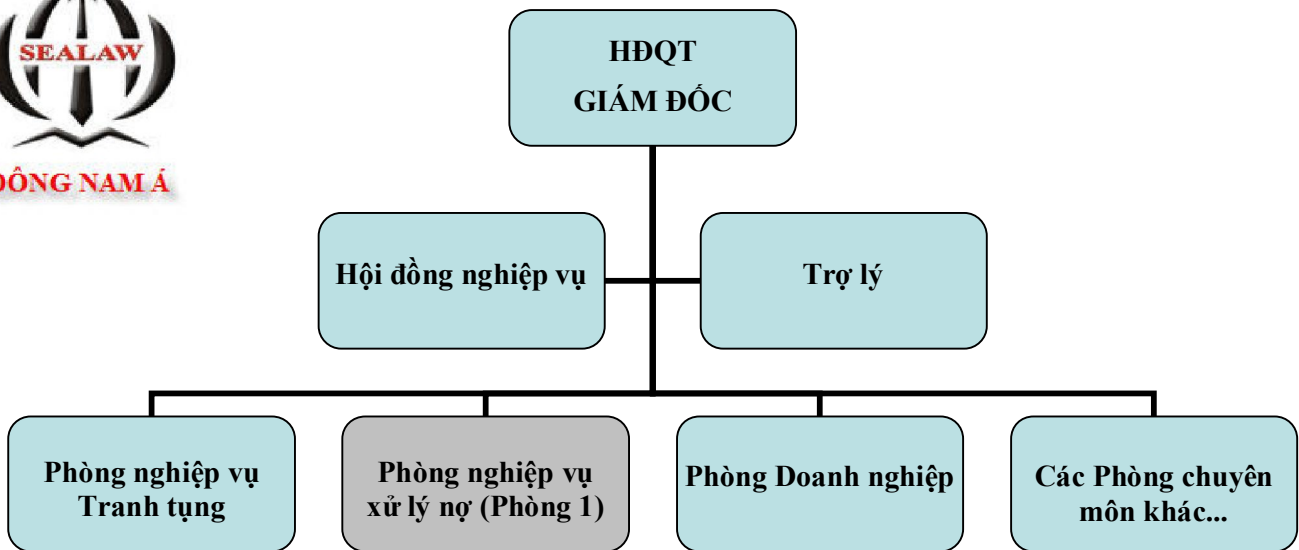 SEALAW
ĐÔNG NAM Á
HĐQT
GIÁM ĐỐC
Hội đồng nghiệp vụ
Trợ lý
Phòng nghiệp vụ
Tranh tụng
Phòng nghiệp vụ
xử lý nợ (Phòng 1)
Phòng Doanh nghiệp
Các Phòng chuyên
môn khác...